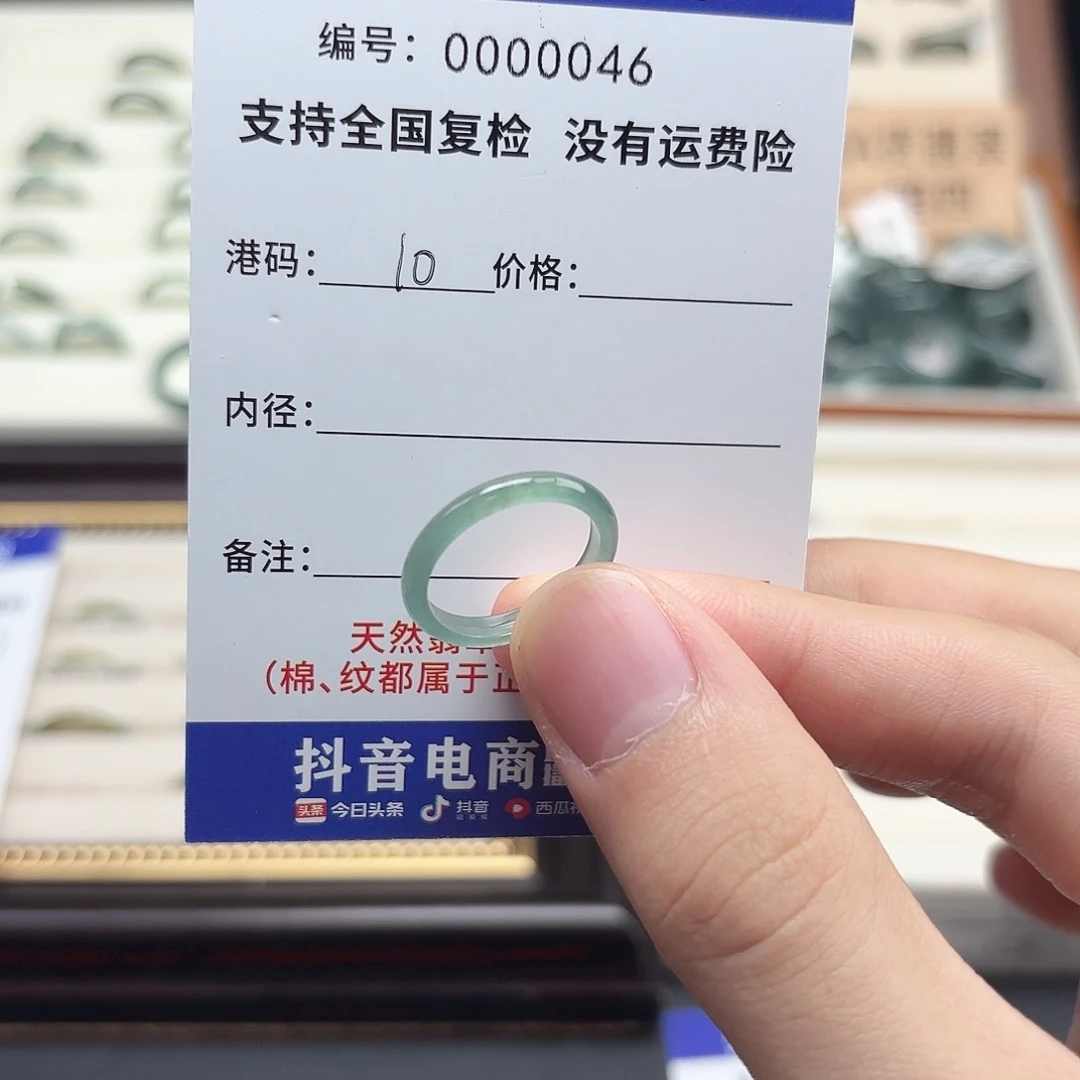 编号：0000046
支持全国复检 没有运费险
港码：10 价格：
内径：
备注：
天然翡
（棉、纹都属于正
抖音电商
头条 今日头条 抖音 西瓜视